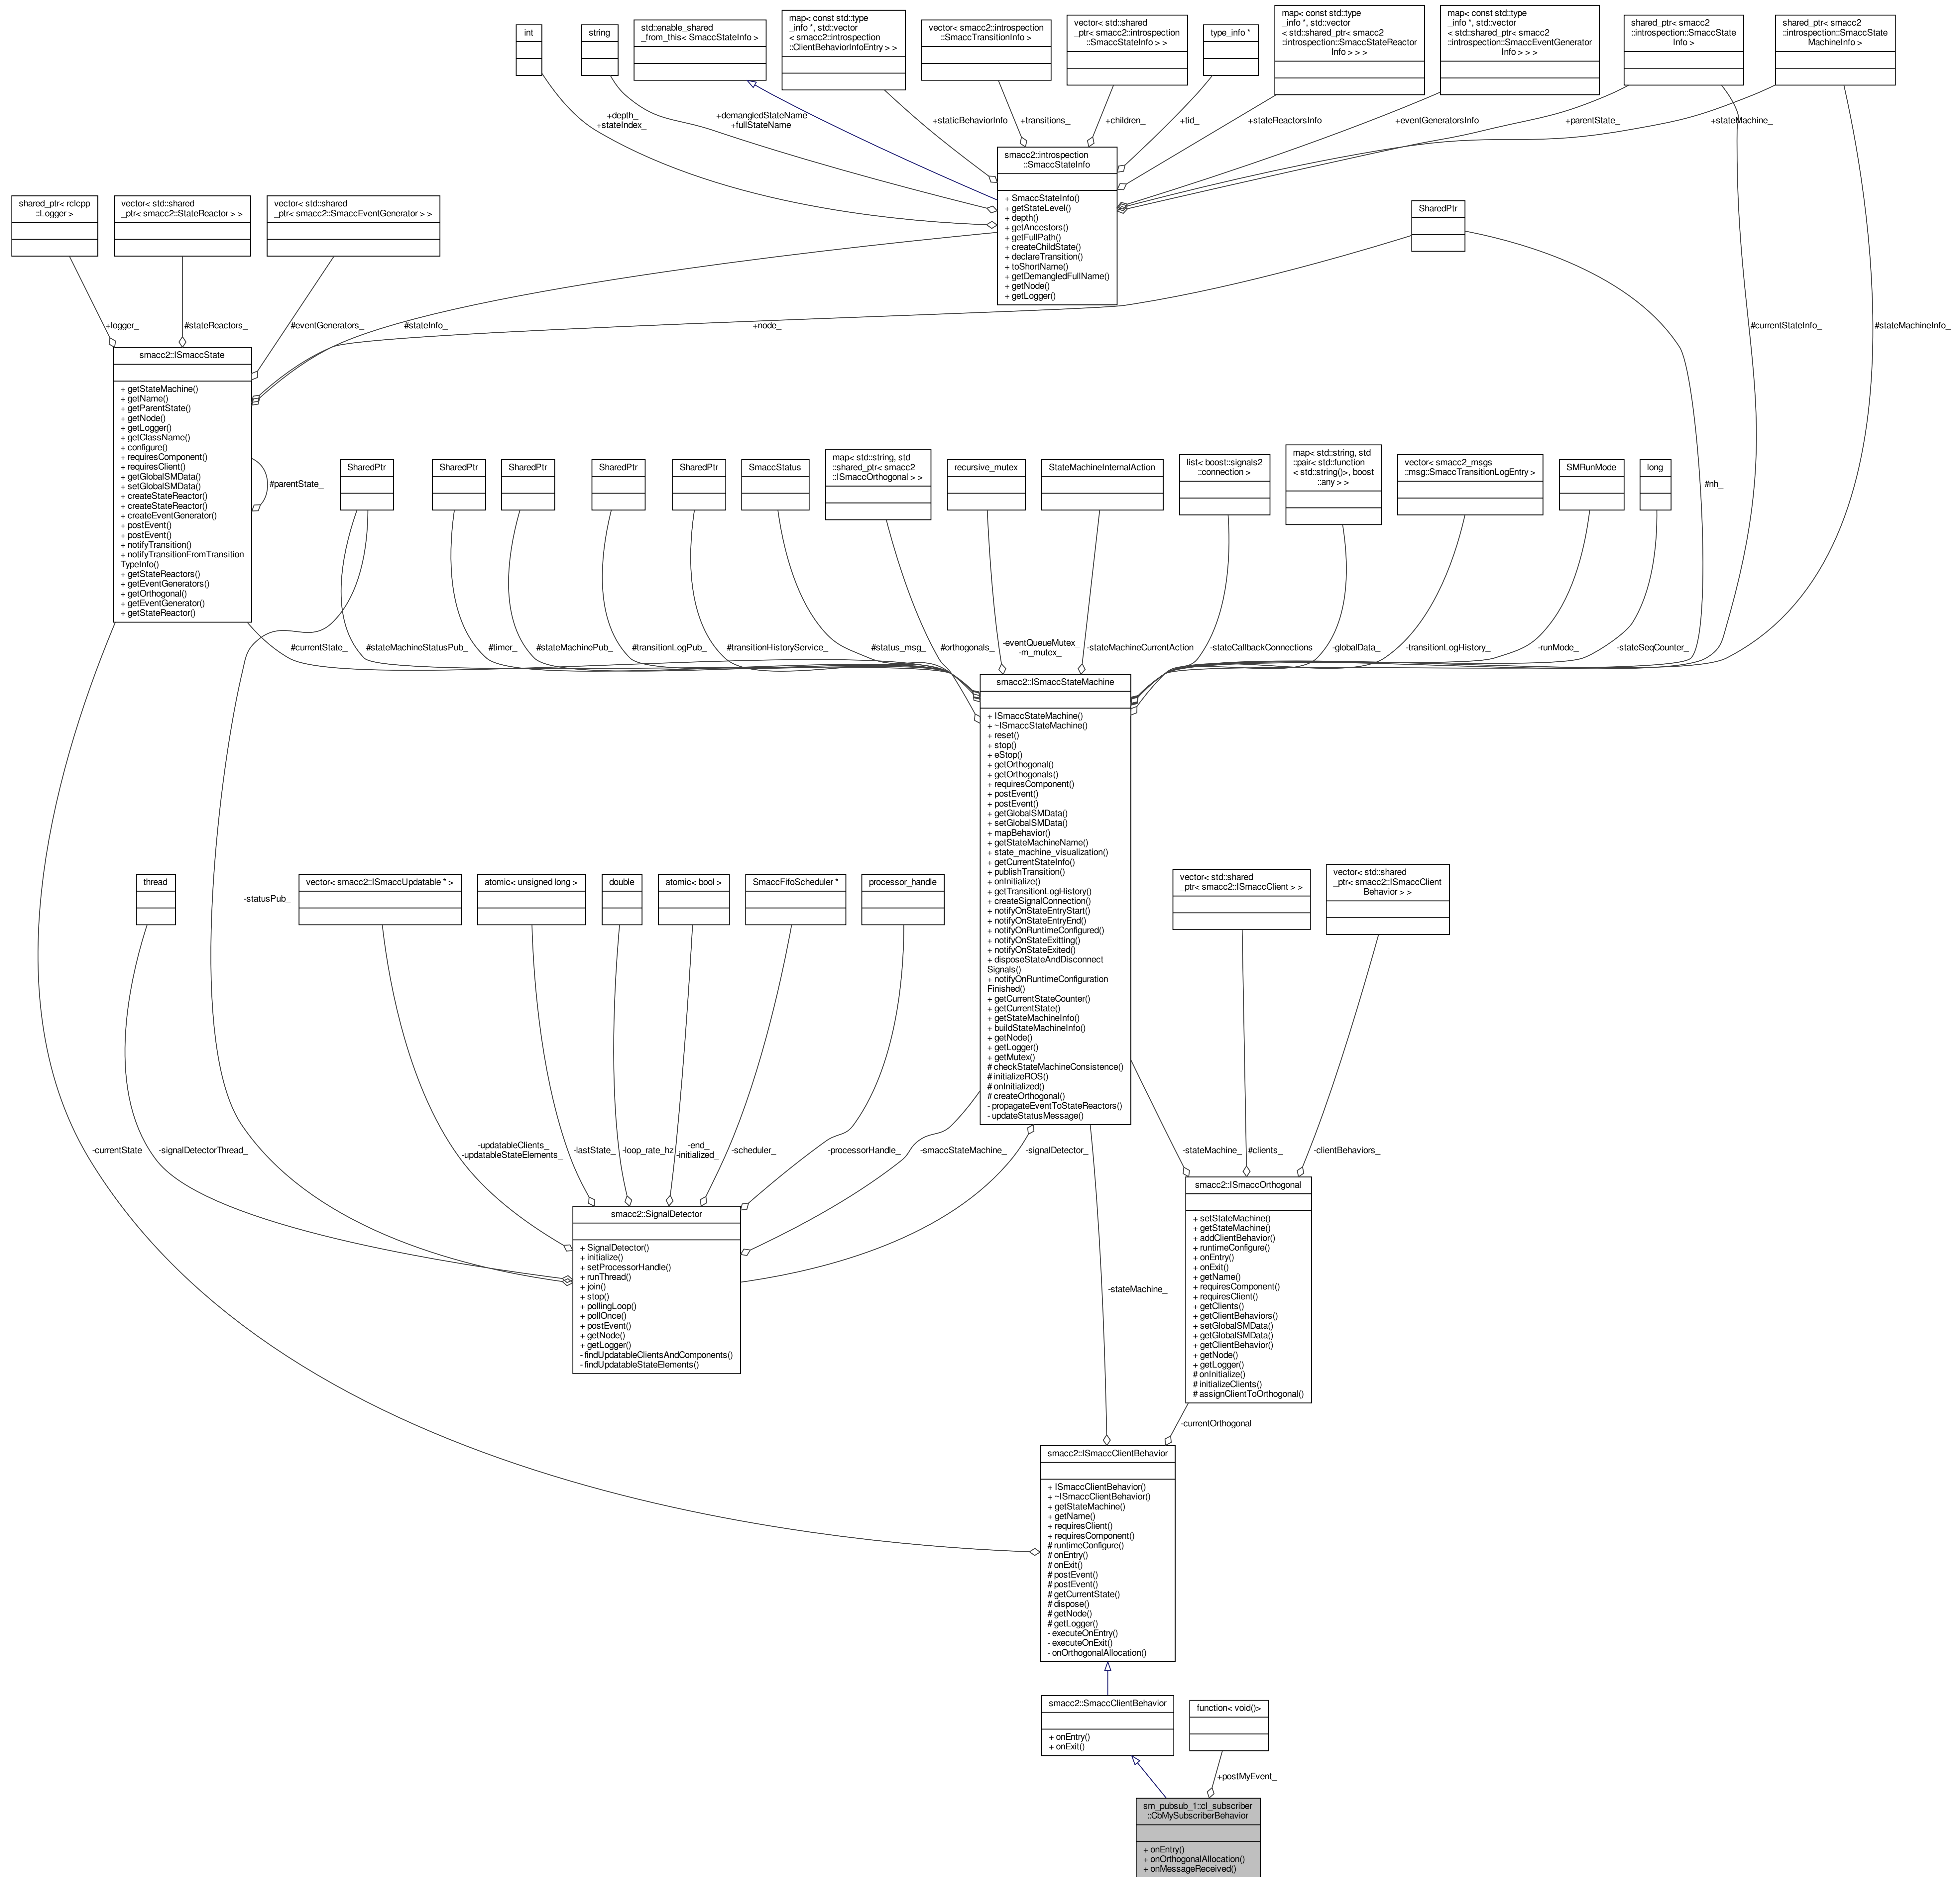 int
string
std::enable_shared
_from_this< SmaccStateInfo >
map< const std::type
_info *, std::vector
< smacc2::introspection
::ClientBehaviorInfoEntry > >
vector< smacc2::introspection
::SmaccTransitionInfo >
vector< std::shared
_ptr< smacc2::introspection
::SmaccStateInfo > >
type_info *
map< const std::type
_info *, std::vector
< std::shared_ptr< smacc2
::introspection::SmaccStateReactor
Info > > >
map< const std::type
_info *, std::vector
< std::shared_ptr< smacc2
::introspection::SmaccEventGenerator
Info > > >
shared_ptr< smacc2
::introspection::SmaccState
Info >
shared_ptr< smacc2
::introspection::SmaccState
MachineInfo >
+depth_
+stateIndex_
+demangledStateName
+fullStateName
+staticBehaviorInfo
+transitions_
+children_
+tid_
+stateReactorsInfo
+eventGeneratorsInfo
+parentState_
+stateMachine_
smacc2::introspection
::SmaccStateInfo
+ SmaccStateInfo()
+ getStateLevel()
+ depth()
+ getAncestors()
+ getFullPath()
+ createChildState()
+ declareTransition()
+ toShortName()
+ getDemangledFullName()
+ getNode()
+ getLogger()
shared_ptr< rclcpp
::Logger >
vector< std::shared
_ptr< smacc2::StateReactor > >
vector< std::shared
_ptr< smacc2::SmaccEventGenerator > >
SharedPtr
+logger_
#stateReactors_
#eventGenerators_
#stateInfo_
+node_
#currentStateInfo_
#stateMachineInfo_
smacc2::ISmaccState
+ getStateMachine()
+ getName()
+ getParentState()
+ getNode()
+ getLogger()
+ getClassName()
+ configure()
+ requiresComponent()
+ requiresClient()
+ getGlobalSMData()
+ setGlobalSMData()
+ createStateReactor()
+ createStateReactor()
+ createEventGenerator()
+ postEvent()
+ postEvent()
+ notifyTransition()
+ notifyTransitionFromTransition
TypeInfo()
+ getStateReactors()
+ getEventGenerators()
+ getOrthogonal()
+ getEventGenerator()
+ getStateReactor()
#parentState_
SharedPtr
SharedPtr
SharedPtr
SharedPtr
SharedPtr
SmaccStatus
map< std::string, std
::shared_ptr< smacc2
::ISmaccOrthogonal > >
recursive_mutex
StateMachineInternalAction
list< boost::signals2
::connection >
map< std::string, std
::pair< std::function
< std::string()>, boost
::any > >
vector< smacc2_msgs
::msg::SmaccTransitionLogEntry >
SMRunMode
long
#nh_
#currentState_
#stateMachineStatusPub_
#timer_
#stateMachinePub_
#transitionLogPub_
#transitionHistoryService_
#status_msg_
#orthogonals_
-eventQueueMutex_
-m_mutex_
-stateMachineCurrentAction
-stateCallbackConnections
-globalData_
-transitionLogHistory_
-runMode_
-stateSeqCounter_
smacc2::ISmaccStateMachine
+ ISmaccStateMachine()
+ ~ISmaccStateMachine()
+ reset()
+ stop()
+ eStop()
+ getOrthogonal()
+ getOrthogonals()
+ requiresComponent()
+ postEvent()
+ postEvent()
+ getGlobalSMData()
+ setGlobalSMData()
+ mapBehavior()
+ getStateMachineName()
+ state_machine_visualization()
+ getCurrentStateInfo()
+ publishTransition()
+ onInitialize()
+ getTransitionLogHistory()
+ createSignalConnection()
+ notifyOnStateEntryStart()
+ notifyOnStateEntryEnd()
+ notifyOnRuntimeConfigured()
+ notifyOnStateExitting()
+ notifyOnStateExited()
+ disposeStateAndDisconnect
Signals()
+ notifyOnRuntimeConfiguration
Finished()
+ getCurrentStateCounter()
+ getCurrentState()
+ getStateMachineInfo()
+ buildStateMachineInfo()
+ getNode()
+ getLogger()
+ getMutex()
# checkStateMachineConsistence()
# initializeROS()
# onInitialized()
# createOrthogonal()
- propagateEventToStateReactors()
- updateStatusMessage()
thread
-statusPub_
vector< smacc2::ISmaccUpdatable * >
atomic< unsigned long >
double
atomic< bool >
SmaccFifoScheduler *
processor_handle
vector< std::shared
_ptr< smacc2::ISmaccClient > >
vector< std::shared
_ptr< smacc2::ISmaccClient
Behavior > >
-currentState
-signalDetectorThread_
-updatableClients_
-updatableStateElements_
-lastState_
-loop_rate_hz
-end_
-initialized_
-scheduler_
-processorHandle_
-smaccStateMachine_
-signalDetector_
-stateMachine_
#clients_
-clientBehaviors_
smacc2::SignalDetector
+ SignalDetector()
+ initialize()
+ setProcessorHandle()
+ runThread()
+ join()
+ stop()
+ pollingLoop()
+ pollOnce()
+ postEvent()
+ getNode()
+ getLogger()
- findUpdatableClientsAndComponents()
- findUpdatableStateElements()
-stateMachine_
smacc2::ISmaccOrthogonal
+ setStateMachine()
+ getStateMachine()
+ addClientBehavior()
+ runtimeConfigure()
+ onEntry()
+ onExit()
+ getName()
+ requiresComponent()
+ requiresClient()
+ getClients()
+ getClientBehaviors()
+ setGlobalSMData()
+ getGlobalSMData()
+ getClientBehavior()
+ getNode()
+ getLogger()
# onInitialize()
# initializeClients()
# assignClientToOrthogonal()
-currentOrthogonal
smacc2::ISmaccClientBehavior
+ ISmaccClientBehavior()
+ ~ISmaccClientBehavior()
+ getStateMachine()
+ getName()
+ requiresClient()
+ requiresComponent()
# runtimeConfigure()
# onEntry()
# onExit()
# postEvent()
# postEvent()
# getCurrentState()
# dispose()
# getNode()
# getLogger()
- executeOnEntry()
- executeOnExit()
- onOrthogonalAllocation()
smacc2::SmaccClientBehavior
+ onEntry()
+ onExit()
function< void()>
+postMyEvent_
sm_pubsub_1::cl_subscriber
::CbMySubscriberBehavior
+ onEntry()
+ onOrthogonalAllocation()
+ onMessageReceived()